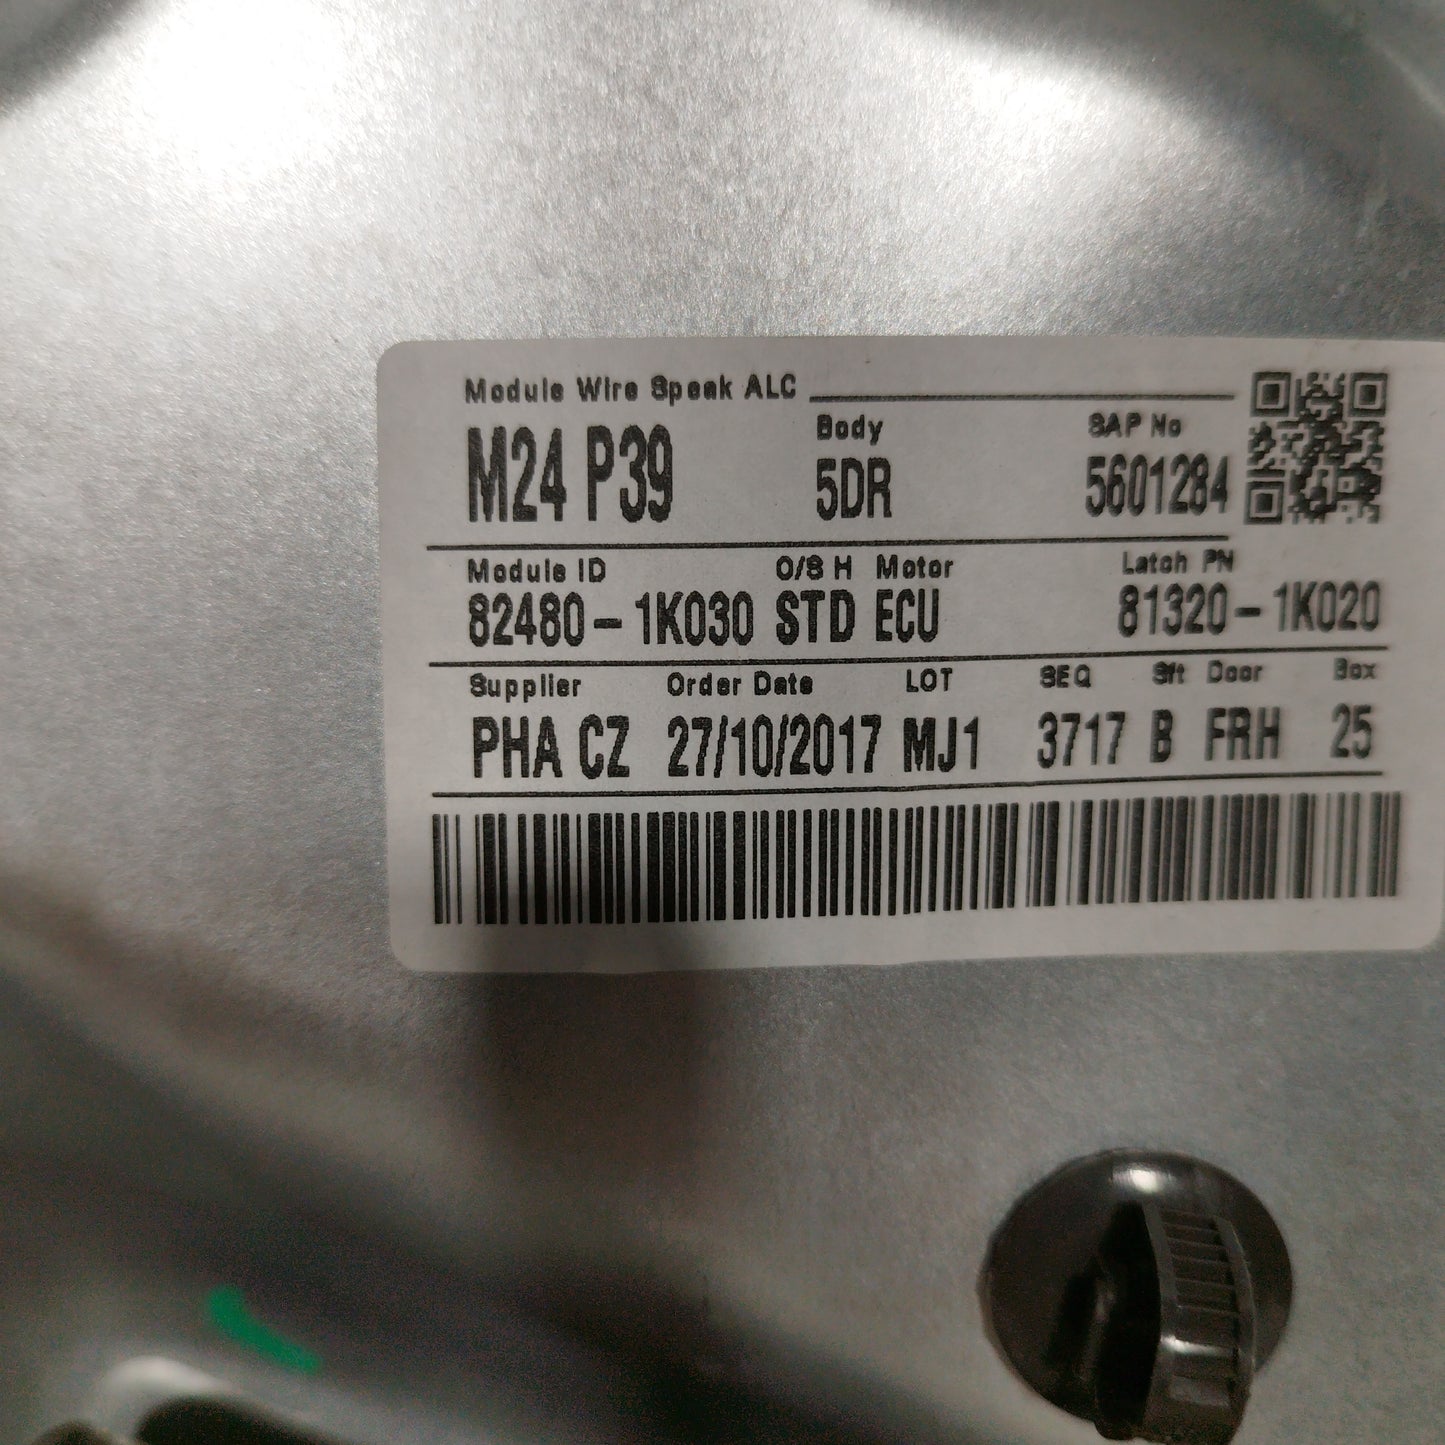 Module Wire Speak ALC
Body SAP No
M24 P39 5DR 5601284
Module ID O/S H Motor Latch PN
82480-1K030 STD ECU 81320-1K020
Supplier Order Date LOT SEQ Sft Door Box
PHA CZ 27/10/2017 MJ1 3717 B FRH 25